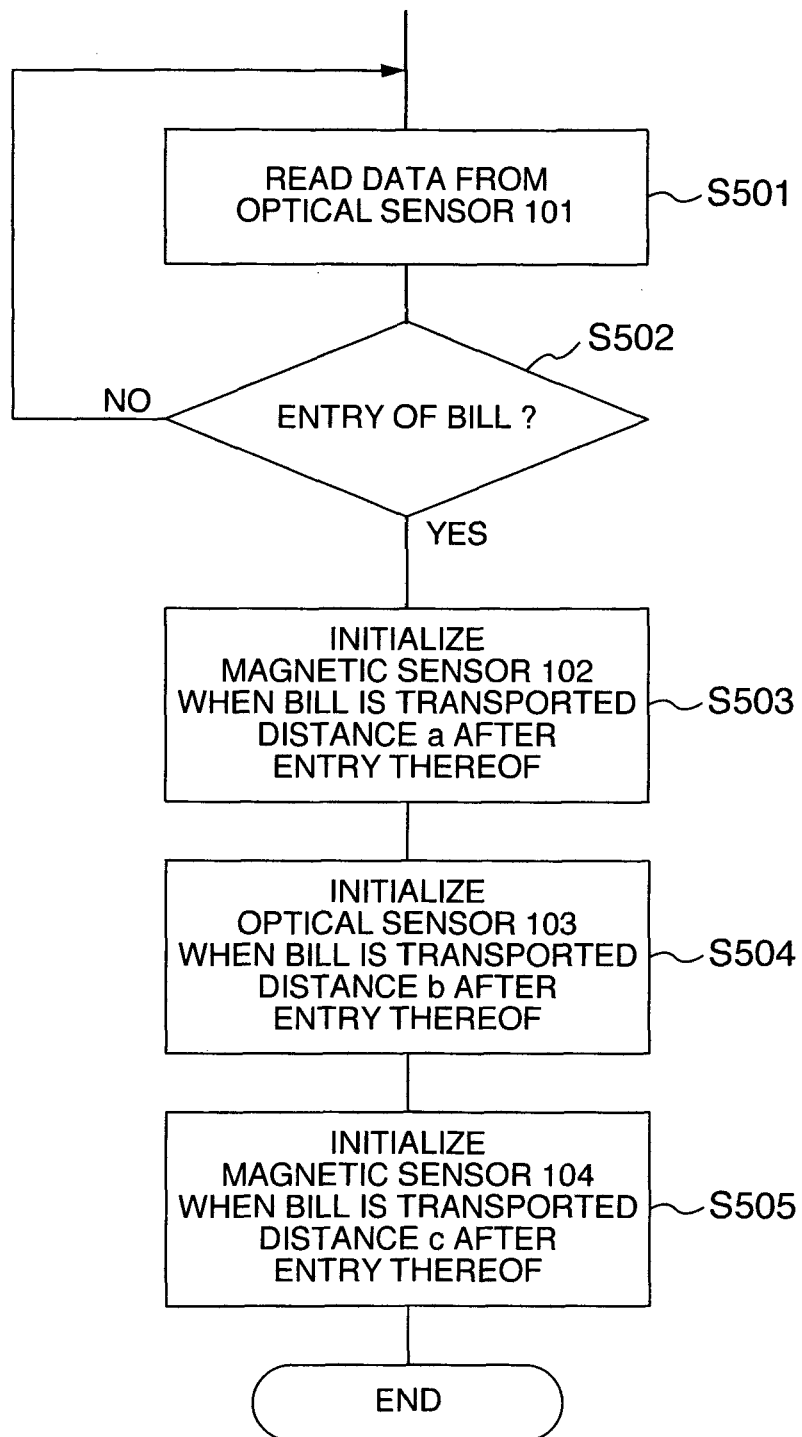 READ DATA FROM
OPTICAL SENSOR 101
S501
S502
ENTRY OF BILL ?
NO
YES
INITIALIZE
MAGNETIC SENSOR 102
WHEN BILL IS TRANSPORTED
DISTANCE a AFTER
ENTRY THEREOF
S503
INITIALIZE
OPTICAL SENSOR 103
WHEN BILL IS TRANSPORTED
DISTANCE b AFTER
ENTRY THEREOF
S504
INITIALIZE
MAGNETIC SENSOR 104
WHEN BILL IS TRANSPORTED
DISTANCE c AFTER
ENTRY THEREOF
S505
END